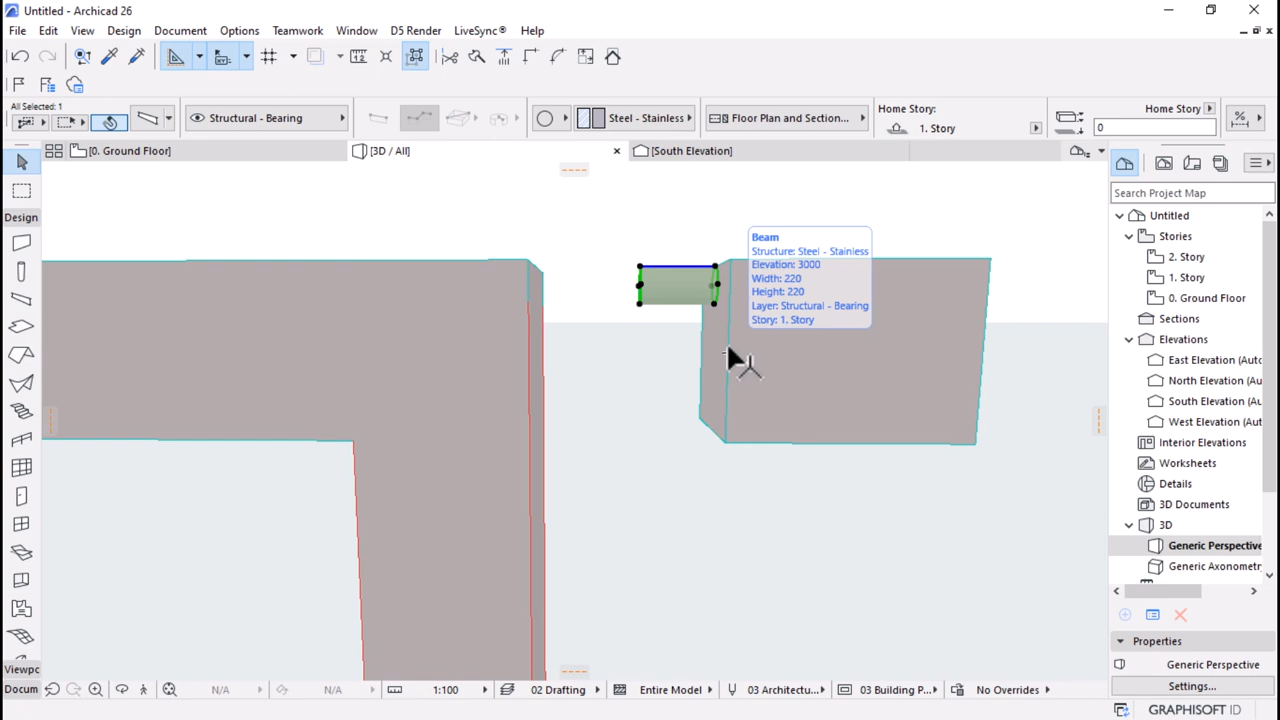 Untitled - Archicad 26
File Edit View Design Document Options Teamwork Window D5 Render LiveSync® Help
All Selected: 1
Structural - Bearing
Steel - Stainless
Floor Plan and Section...
Home Story:
1. Story
Home Story
0
[0. Ground Floor]
[3D / All]
[South Elevation]
Search Project Map
Design
Untitled
Stories
2. Story
1. Story
0. Ground Floor
Sections
Elevations
East Elevation (Auto
North Elevation (Au
South Elevation (Au
West Elevation (Aut
Interior Elevations
Worksheets
Details
3D Documents
3D
Generic Perspective
Generic Axonometr
Beam
Structure: Steel - Stainless
Elevation: 3000
Width: 220
Height: 220
Layer: Structural - Bearing
Story: 1. Story
Properties
Generic Perspective
Settings...
Viewpc
Docum
N/A
N/A
1:100
02 Drafting
Entire Model
03 Architectu...
03 Building P...
No Overrides
GRAPHISOFT ID